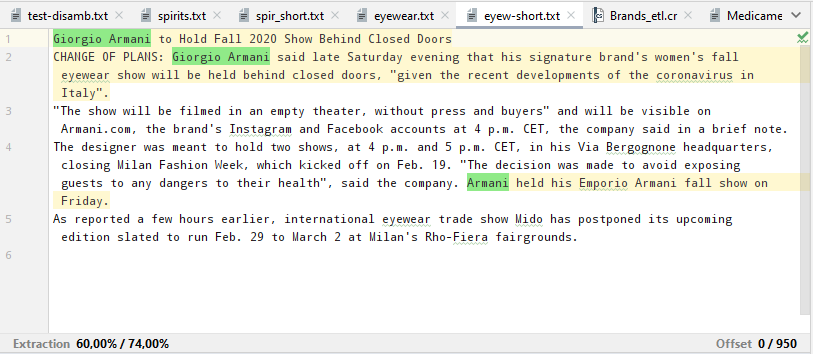 test-disamb.txt spirits.txt spir_short.txt eyewear.txt eyew-short.txt Brands_etl.cr Medicame
1 Giorgio Armani to Hold Fall 2020 Show Behind Closed Doors
2 CHANGE OF PLANS: Giorgio Armani said late Saturday evening that his signature brand's women's fall
eyewear show will be held behind closed doors, "given the recent developments of the coronavirus in
Italy".
3 "The show will be filmed in an empty theater, without press and buyers" and will be visible on
Armani.com, the brand's Instagram and Facebook accounts at 4 p.m. CET, the company said in a brief note.
4 The designer was meant to hold two shows, at 4 p.m. and 5 p.m. CET, in his Via Bergognone headquarters,
closing Milan Fashion Week, which kicked off on Feb. 19. "The decision was made to avoid exposing
guests to any dangers to their health", said the company. Armani held his Emporio Armani fall show on
Friday.
5 As reported a few hours earlier, international eyewear trade show Mido has postponed its upcoming
edition slated to run Feb. 29 to March 2 at Milan's Rho-Fiera fairgrounds.
6
Extraction 60,00% / 74,00% Offset 0 / 950